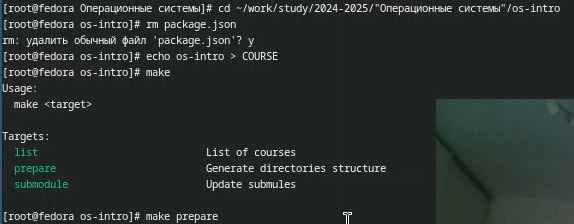 [root@fedora Операционные системы]# cd ~/work/study/2024-2025/"Операционные системы"/os-intro
[root@fedora os-intro]# rm package.json
rm: удалить обычный файл 'package.json'? y
[root@fedora os-intro]# echo os-intro > COURSE
[root@fedora os-intro]# make
Usage:
  make <target>

Targets:
  list                          List of courses
  prepare                       Generate directories structure
  submodule                     Update submules

[root@fedora os-intro]# make prepare